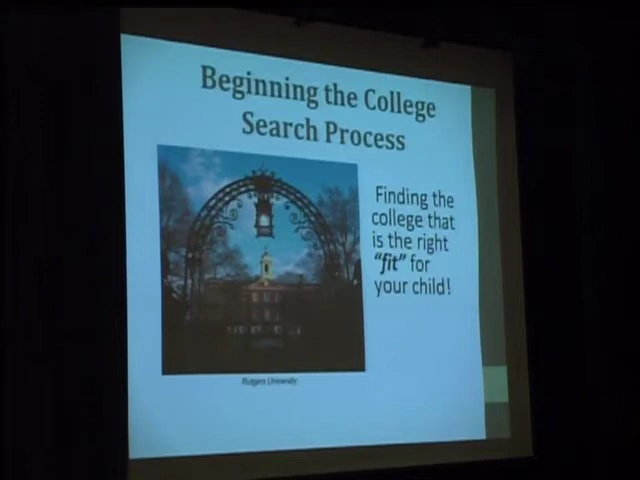 Beginning the College
Search Process
Finding the
college that
is the right
"fit" for
your child!
Rutgers University